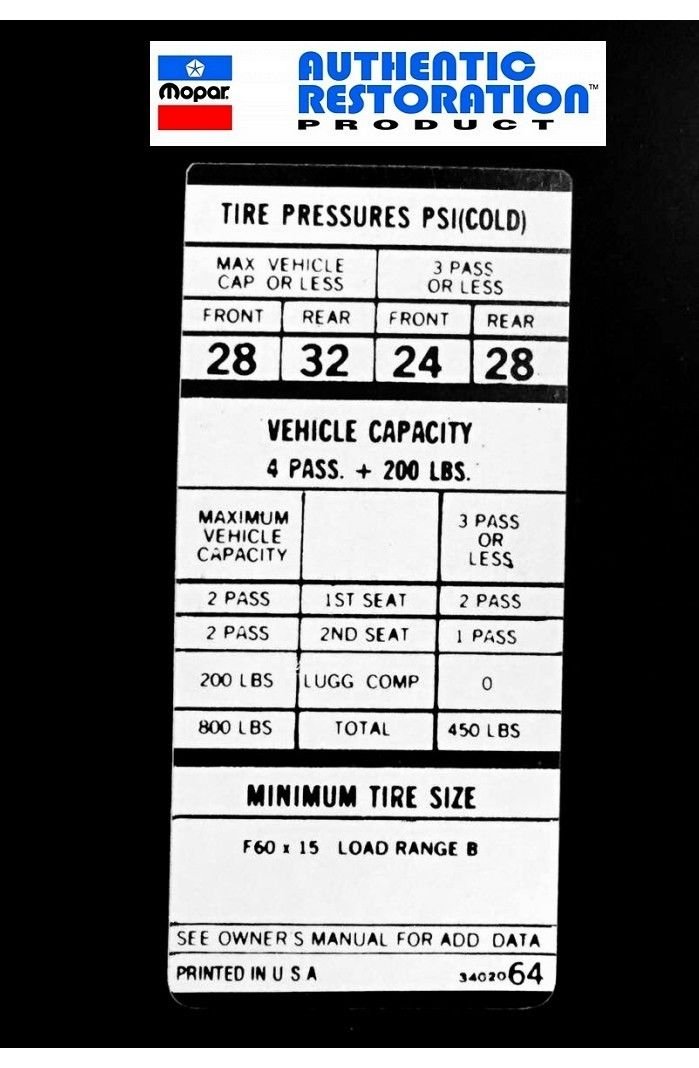 Mopar
AUTHENTIC
RESTORATION™
PRODUCT
TIRE PRESSURES PSI(COLD)
MAX VEHICLE
CAP OR LESS
3 PASS
OR LESS
FRONT REAR FRONT REAR
28 32 24 28
VEHICLE CAPACITY
4 PASS. + 200 LBS.
MAXIMUM
VEHICLE
CAPACITY
3 PASS
OR
LESS
2 PASS 1ST SEAT 2 PASS
2 PASS 2ND SEAT 1 PASS
200 LBS LUGG COMP 0
800 LBS TOTAL 450 LBS
MINIMUM TIRE SIZE
F60 x 15 LOAD RANGE B
SEE OWNER'S MANUAL FOR ADD DATA
PRINTED IN U S A 3402064